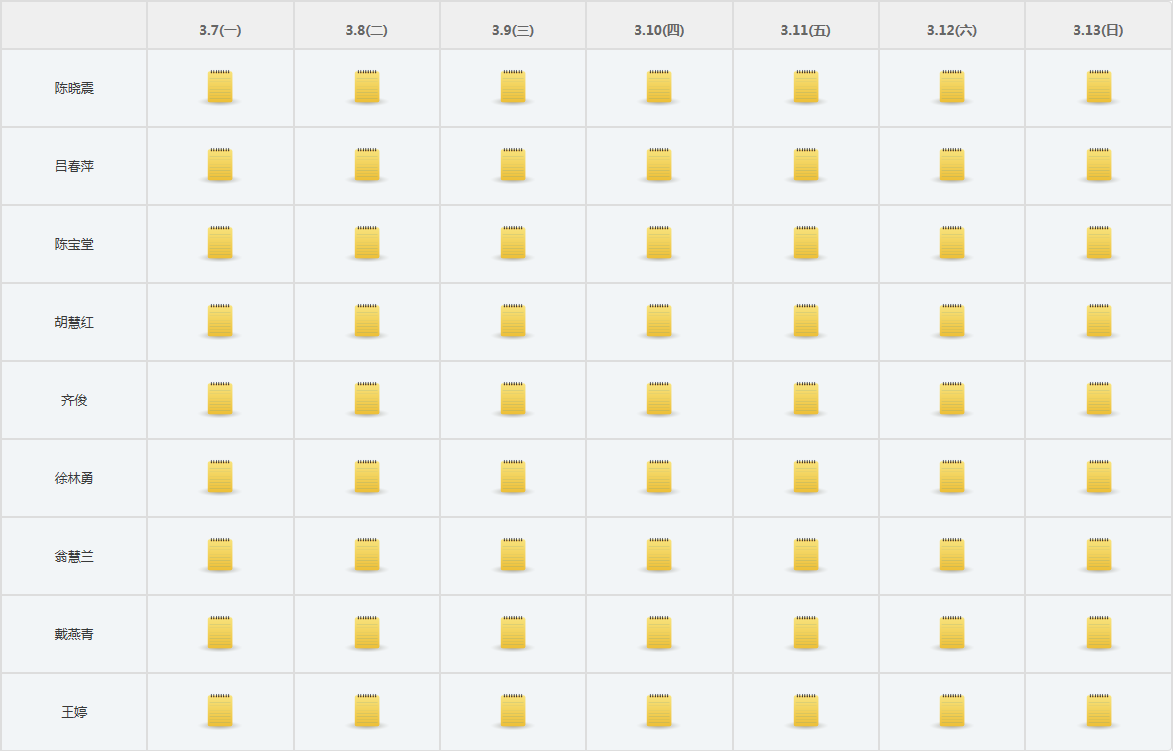 3.7(一) 3.8(二) 3.9(三) 3.10(四) 3.11(五) 3.12(六) 3.13(日)
陈晓震
吕春萍
陈宝堂
胡慧红
齐俊
徐林勇
翁慧兰
戴燕青
王婷